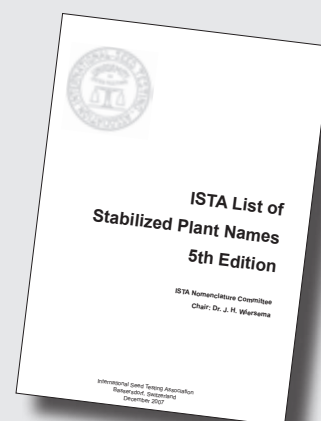 ISTA List of
Stabilized Plant Names
5th Edition
ISTA Nomenclature Committee
Chair: Dr. J. H. Wiersema
International Seed Testing Association
Bassersdorf, Switzerland
December 2007